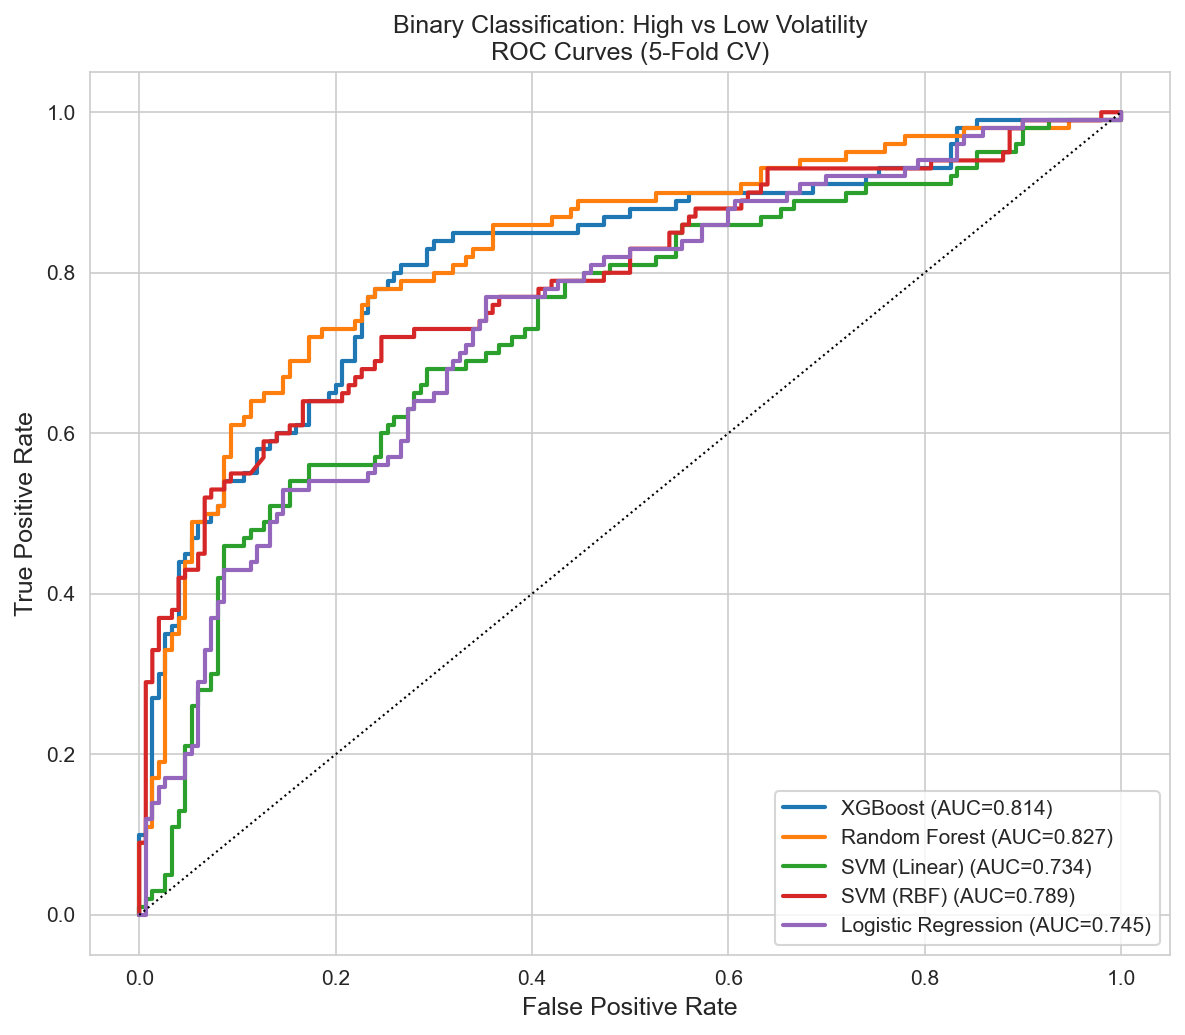 Binary Classification: High vs Low Volatility
ROC Curves (5-Fold CV)
True Positive Rate
1.0
0.8
0.6
0.4
0.2
0.0
0.0 0.2 0.4 0.6 0.8 1.0
False Positive Rate
XGBoost (AUC=0.814)
Random Forest (AUC=0.827)
SVM (Linear) (AUC=0.734)
SVM (RBF) (AUC=0.789)
Logistic Regression (AUC=0.745)